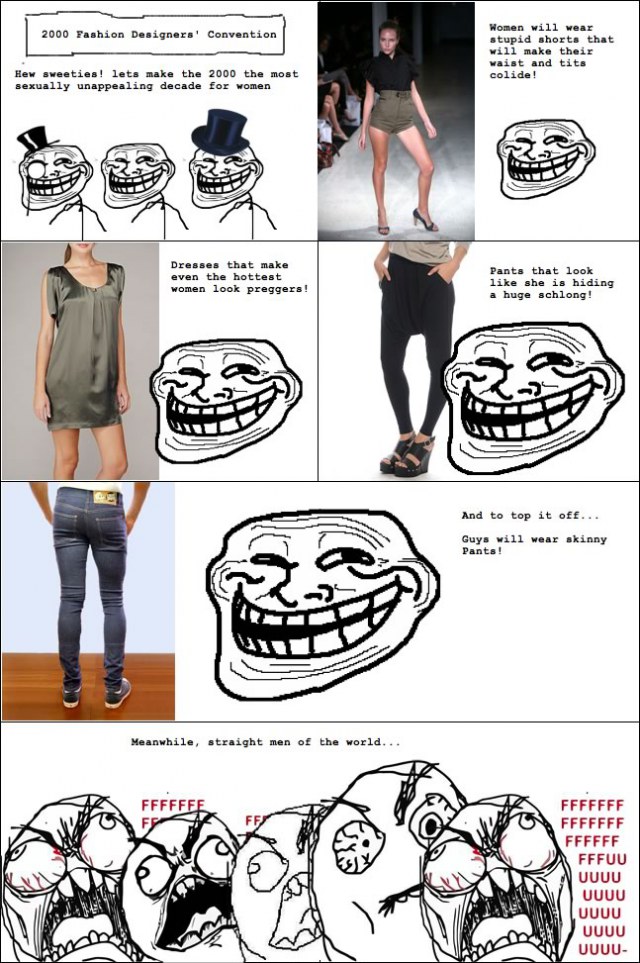 2000 Fashion Designers' Convention
Hew sweeties! lets make the 2000 the most
sexually unappealing decade for women
Women will wear
stupid shorts that
will make their
waist and tits
colide!
Dresses that make
even the hottest
women look preggers!
Pants that look
like she is hiding
a huge schlong!
And to top it off...
Guys will wear skinny
Pants!
Meanwhile, straight men of the world...
FFFFFFF
FF
FF
FFFFFFF
FFFFFFF
FFFFFF
FFFUU
UUUU
UUUU
UUUU
UUUU
UUUU-